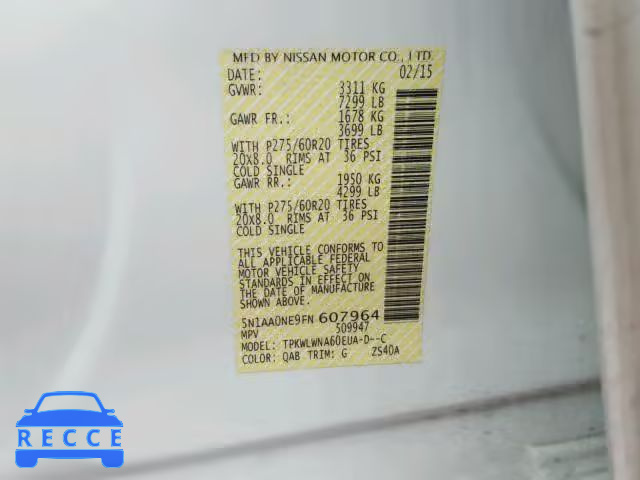 MFD BY NISSAN MOTOR CO., LTD.
DATE: 02/15
GVWR: 3311 KG
7299 LB
GAWR FR.: 1678 KG
3699 LB
WITH P275/60R20 TIRES
20x8.0 RIMS AT 36 PSI
COLD SINGLE
GAWR RR.: 1950 KG
4299 LB
WITH P275/60R20 TIRES
20x8.0 RIMS AT 36 PSI
COLD SINGLE
THIS VEHICLE CONFORMS TO
ALL APPLICABLE FEDERAL
MOTOR VEHICLE SAFETY
STANDARDS IN EFFECT ON THE
DATE OF MANUFACTURE
SHOWN ABOVE.
5N1AA0NE9FN 607964
MPV 509947
MODEL: TPKWLWNA60EUA-D--C
COLOR: QAB TRIM: G ZS40A
RECCE